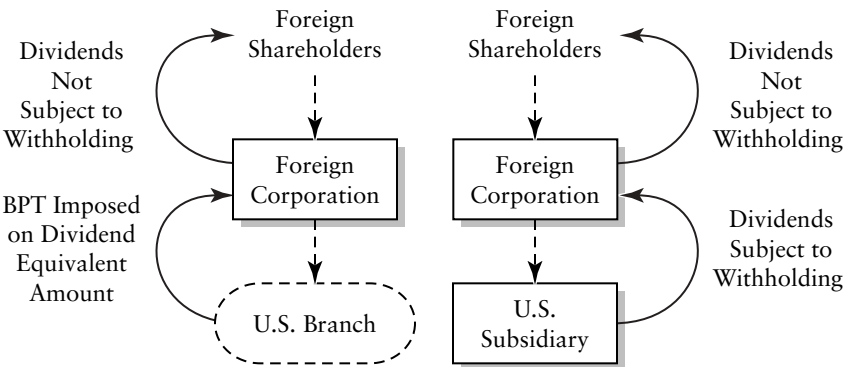 Foreign
Shareholders
Dividends
Not
Subject to
Withholding
Foreign
Corporation
BPT Imposed
on Dividend
Equivalent
Amount
U.S. Branch
Foreign
Shareholders
Dividends
Not
Subject to
Withholding
Foreign
Corporation
Dividends
Subject to
Withholding
U.S.
Subsidiary